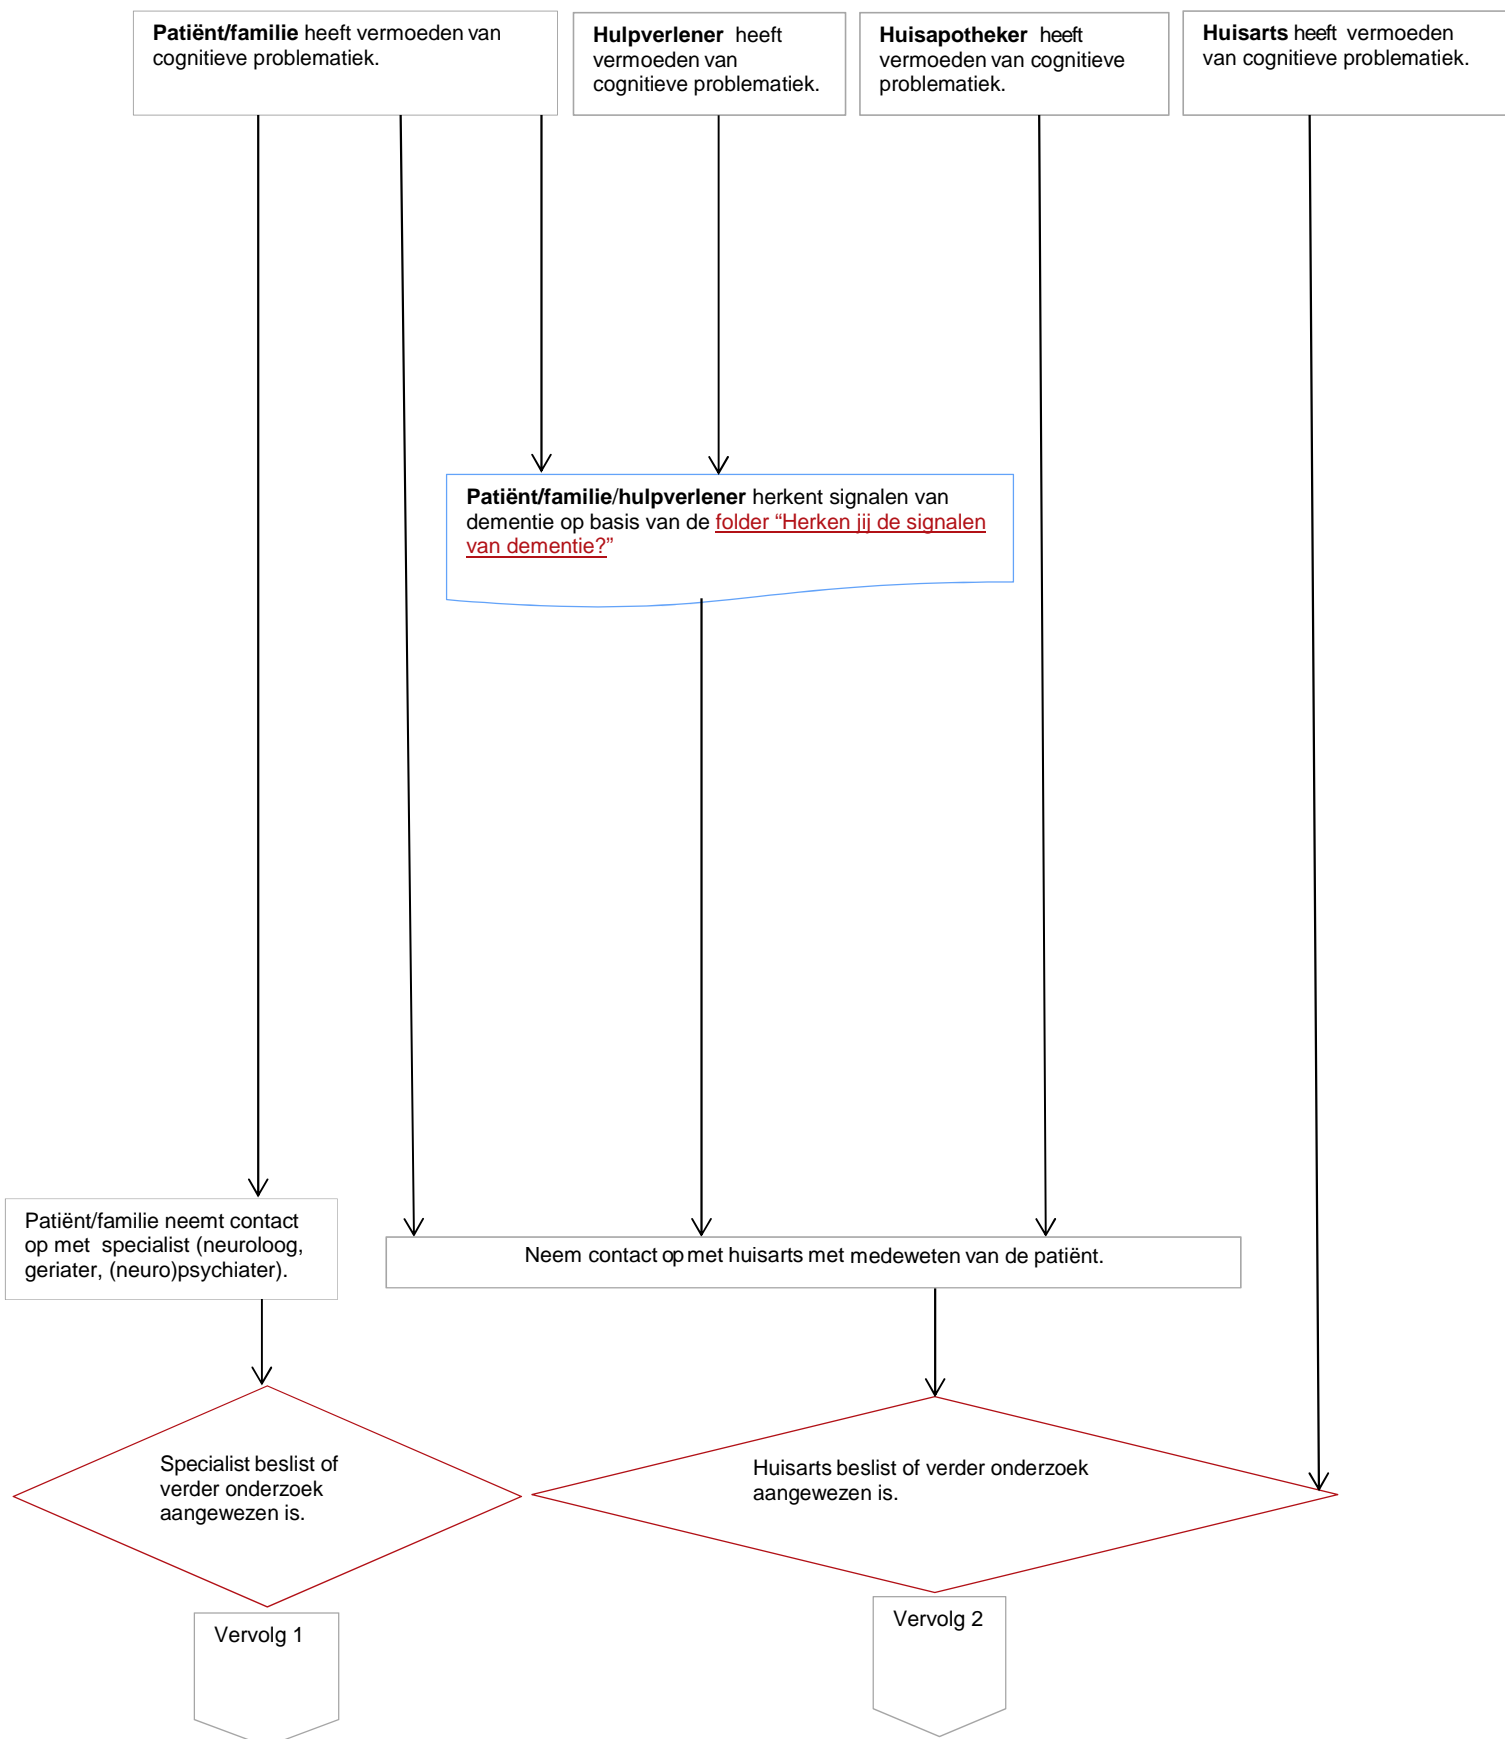 Patiënt/familie heeft vermoeden van
cognitieve problematiek.
Hulpverlener heeft
vermoeden van
cognitieve problematiek.
Huisapotheker heeft
vermoeden van cognitieve
problematiek.
Huisarts heeft vermoeden
van cognitieve problematiek.
Patiënt/familie/hulpverlener herkent signalen van
dementie op basis van de folder “Herken jij de signalen
van dementie?”
Patiënt/familie neemt contact
op met specialist (neuroloog,
geriater, (neuro)psychiater).
Neem contact op met huisarts met medeweten van de patiënt.
Specialist beslist of
verder onderzoek
aangewezen is.
Huisarts beslist of verder onderzoek
aangewezen is.
Vervolg 1
Vervolg 2